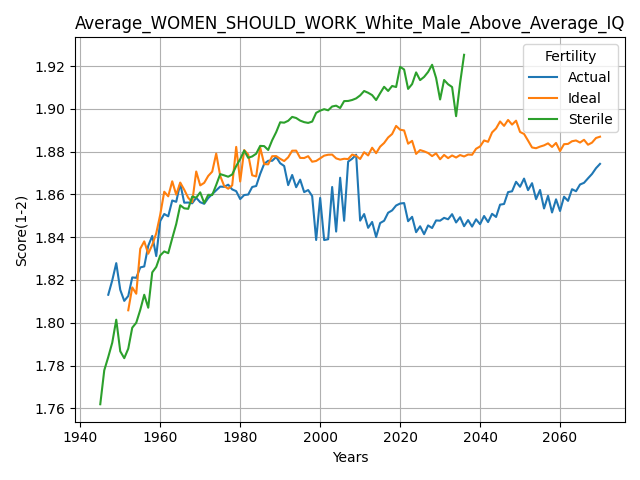 Average_WOMEN_SHOULD_WORK_White_Male_Above_Average_IQ
Fertility
Actual
Ideal
Sterile
Score(1-2)
1.92
1.90
1.88
1.86
1.84
1.82
1.80
1.78
1.76
1940
1960
1980
2000
2020
2040
2060
Years